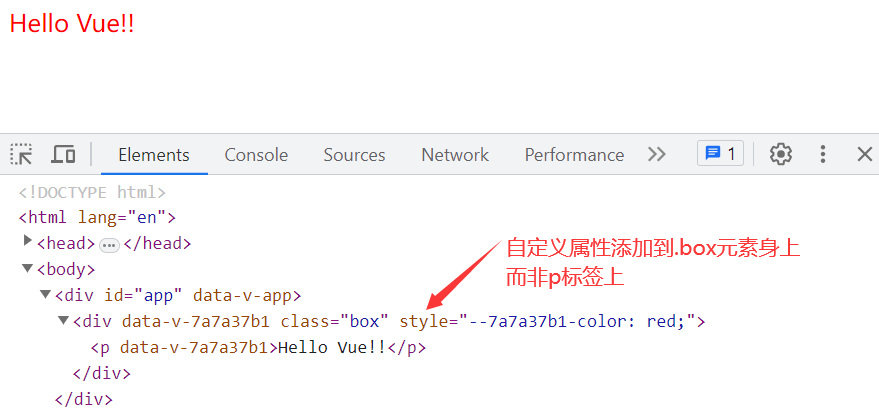 Hello Vue!!
Elements Console Sources Network Performance 1
<!DOCTYPE html>
<html lang="en">
<head>…</head>
<body>
<div id="app" data-v-app>
<div data-v-7a7a37b1 class="box" style="--7a7a37b1-color: red;">
<p data-v-7a7a37b1>Hello Vue!!</p>
</div>
</div>
自定义属性添加到.box元素身上
而非p标签上